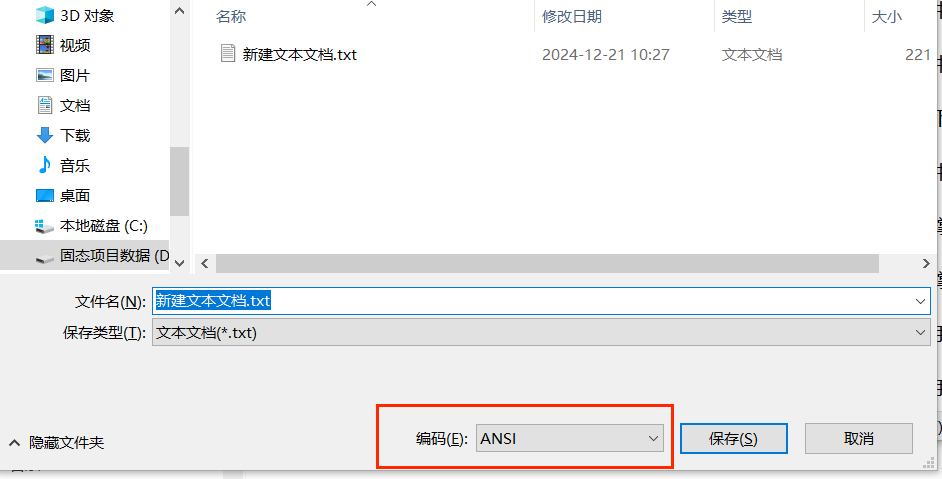 3D 对象
视频
图片
文档
下载
音乐
桌面
本地磁盘 (C:)
固态项目数据 (D
名称 修改日期 类型 大小
新建文本文档.txt 2024-12-21 10:27 文本文档 221
文件名(N): 新建文本文档.txt
保存类型(T): 文本文档(*.txt)
隐藏文件夹 编码(E): ANSI 保存(S) 取消